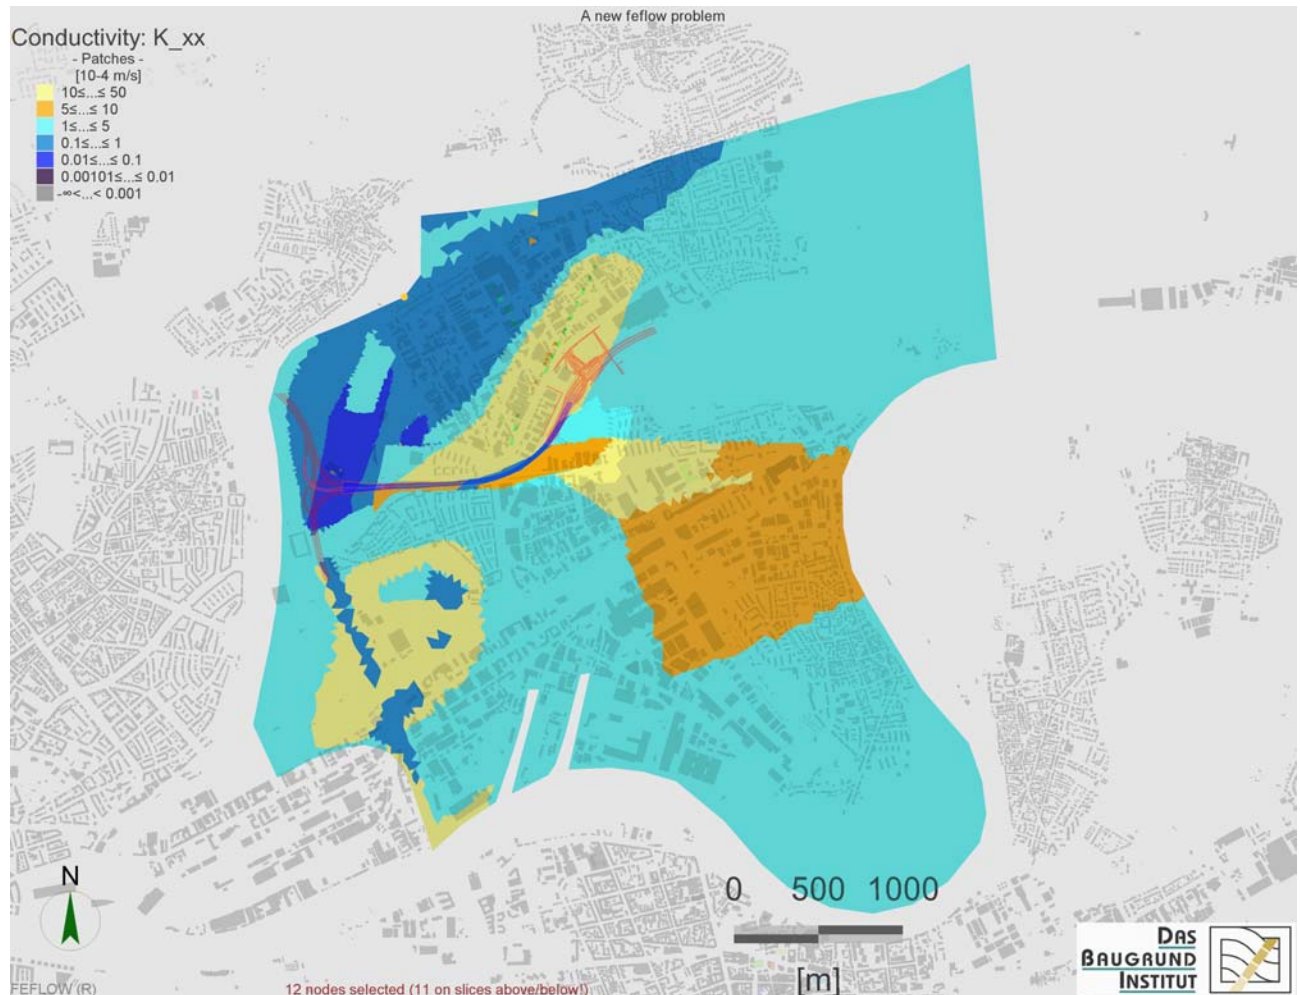 A new feflow problem
Conductivity: K_xx
- Patches -
[10-4 m/s]
10≤...≤ 50
5≤...≤ 10
1≤...≤ 5
0.1≤...≤ 1
0.01≤...≤ 0.1
0.00101≤...≤ 0.01
-∞<...< 0.001
N
0 500 1000
[m]
DAS
BAUGRUND
INSTITUT
FEFLOW (R)
12 nodes selected (11 on slices above/below!)